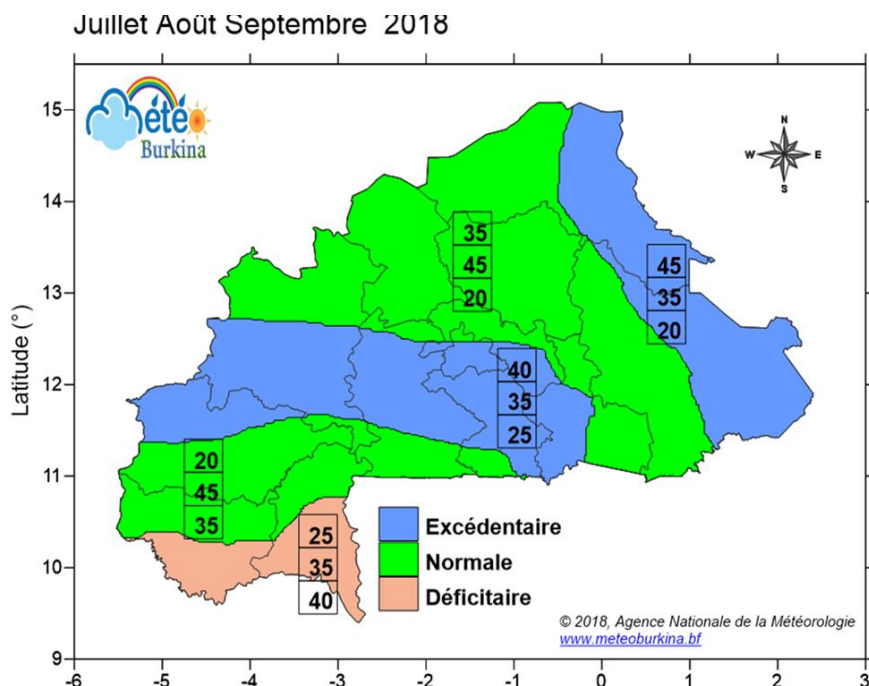 Juillet Août Septembre 2018
Météo
Burkina
N
W E
S
Latitude (°)
15
14
13
12
11
10
9
35
45
20
45
35
20
40
35
25
20
45
35
25
35
40
Excédentaire
Normale
Déficitaire
© 2018, Agence Nationale de la Météorologie
www.meteoburkina.bf
-6 -5 -4 -3 -2 -1 0 1 2 3